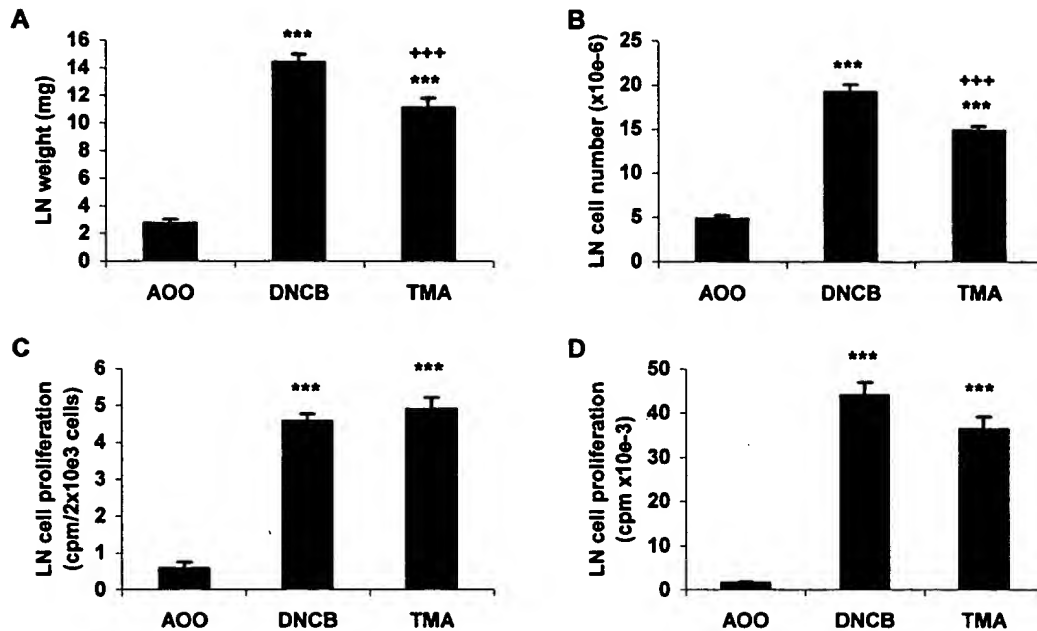 A
LN weight (mg)
16
14
12
10
8
6
4
2
0
***
+++
***
AOO DNCB TMA
B
LN cell number (x10e-6)
25
20
15
10
5
0
***
+++
***
AOO DNCB TMA
C
LN cell proliferation
(cpm/2x10e3 cells)
6
5
4
3
2
1
0
***
***
AOO DNCB TMA
D
LN cell proliferation
(cpm x10e-3)
50
40
30
20
10
0
***
***
AOO DNCB TMA